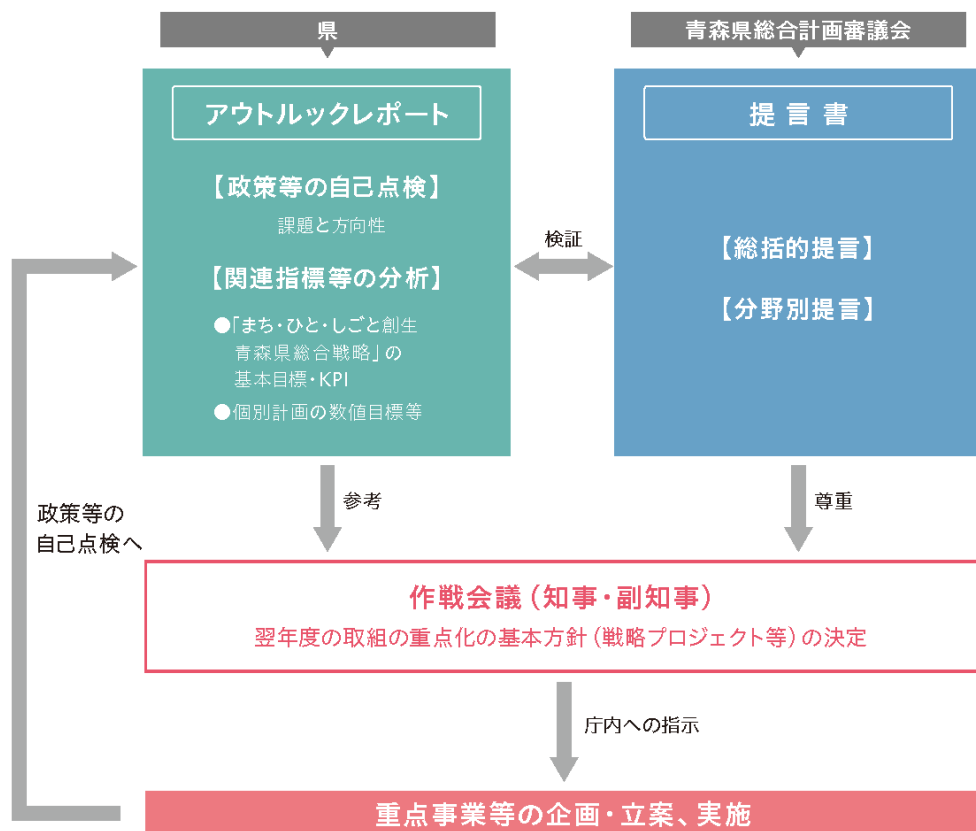 県
青森県総合計画審議会
アウトルックレポート
提言書
【政策等の自己点検】
課題と方向性
【関連指標等の分析】
●「まち・ひと・しごと創生
青森県総合戦略」の
基本目標・KPI
●個別計画の数値目標等
検証
【総括的提言】
【分野別提言】
参考
尊重
政策等の
自己点検へ
作戦会議（知事・副知事）
翌年度の取組の重点化の基本方針（戦略プロジェクト等）の決定
庁内への指示
重点事業等の企画・立案、実施